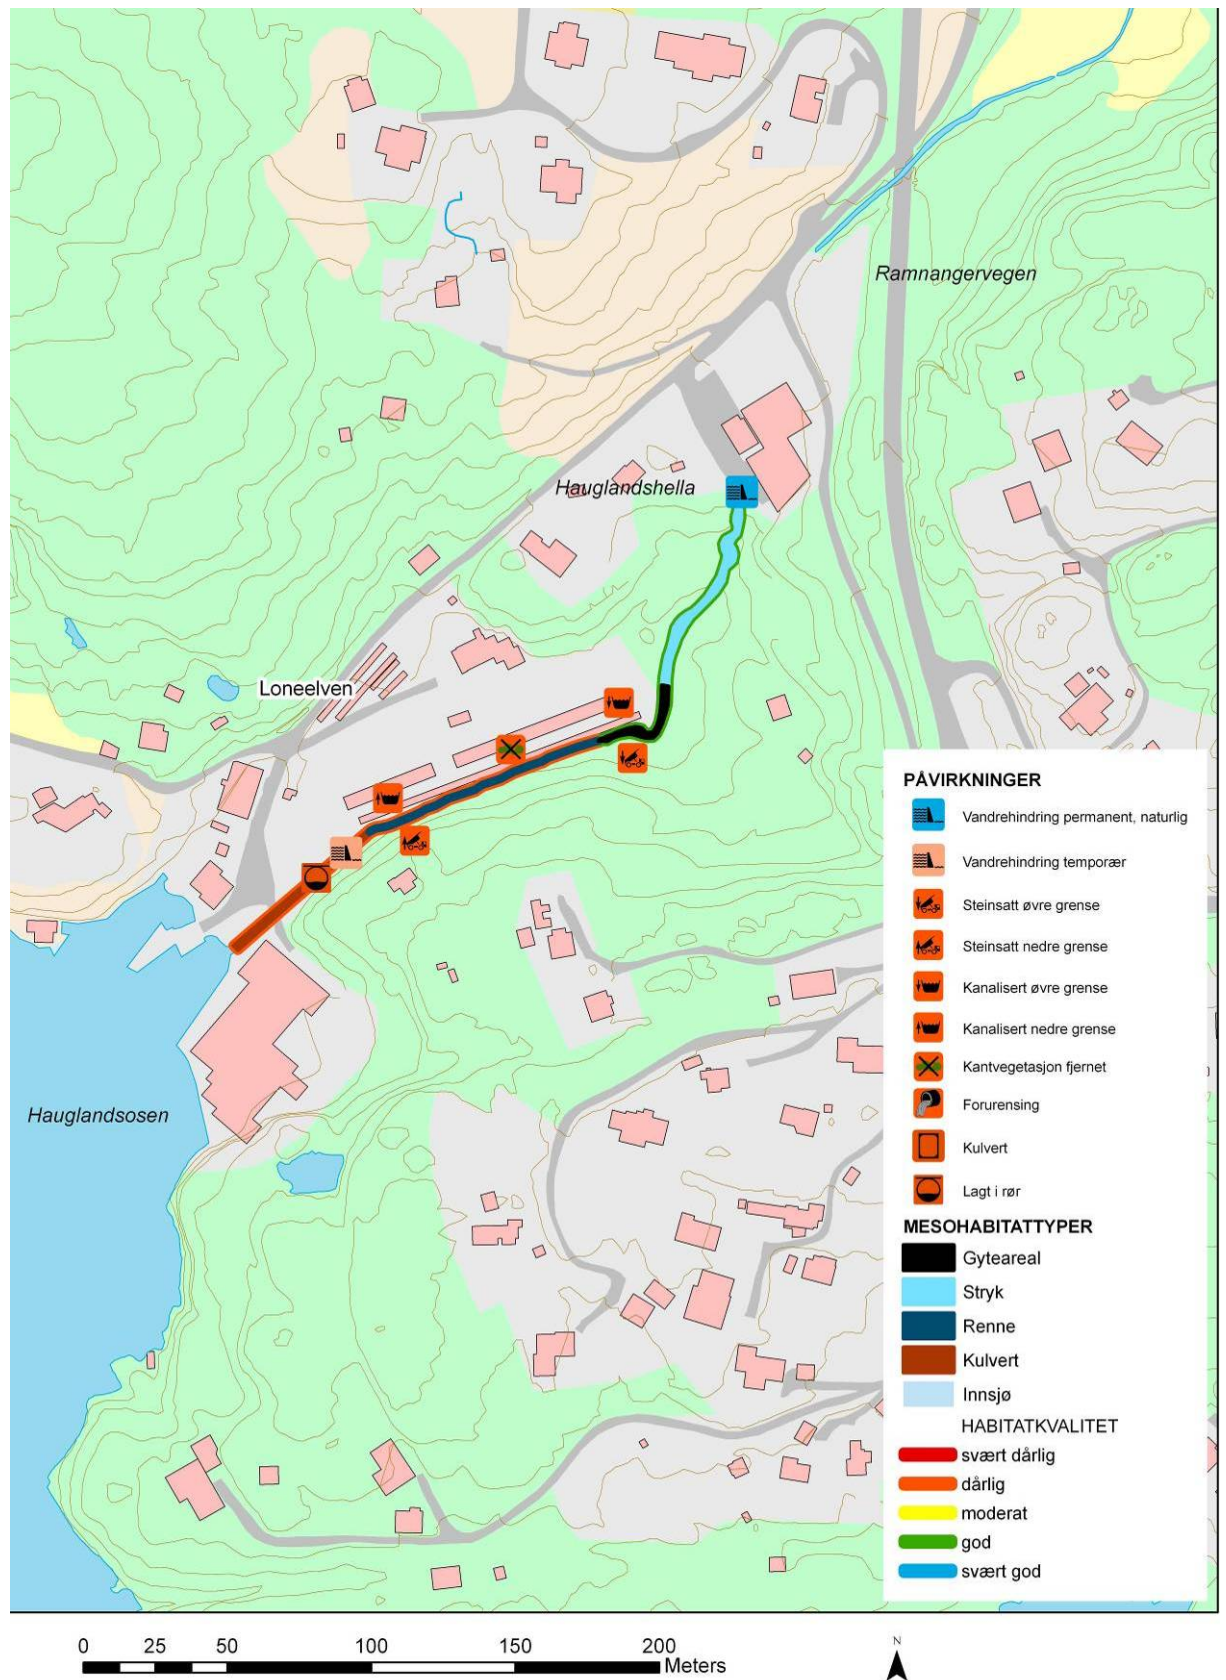 Ramnangervegen
Hauglandshella
Loneelven
Hauglandsosen
PÅVIRKNINGER
Vandrehindring permanent, naturlig
Vandrehindring temporær
Steinsatt øvre grense
Steinsatt nedre grense
Kanalisert øvre grense
Kanalisert nedre grense
Kantvegetasjon fjernet
Forurensing
Kulvert
Lagt i rør
MESOHABITATTYPER
Gyteareal
Stryk
Renne
Kulvert
Innsjø
HABITATKVALITET
svært dårlig
dårlig
moderat
god
svært god
0 25 50 100 150 200
Meters
N